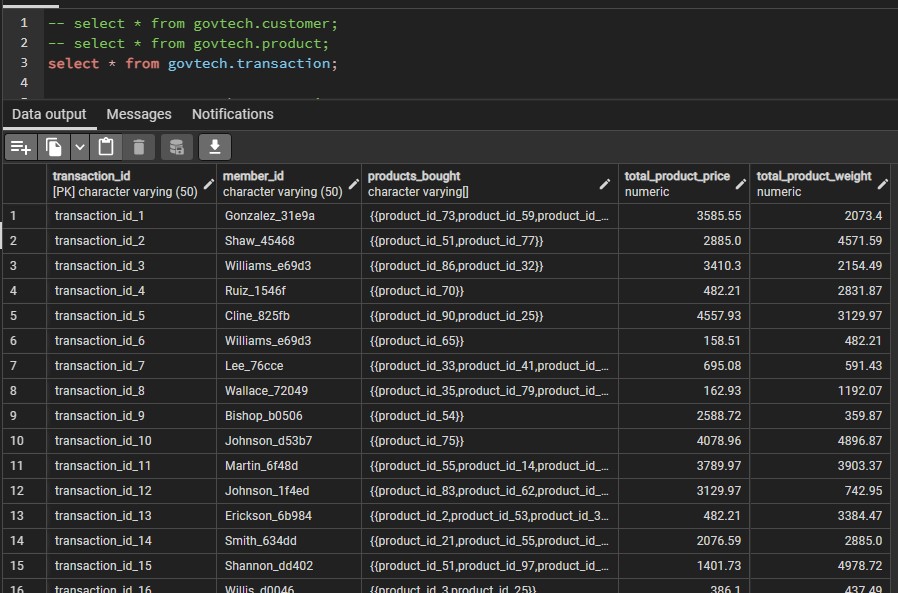 1 -- select * from govtech.customer;
2 -- select * from govtech.product;
3 select * from govtech.transaction;
4
Data output Messages Notifications
transaction_id member_id products_bought total_product_price total_product_weight
[PK] character varying (50) character varying (50) character varying[] numeric numeric
1 transaction_id_1 Gonzalez_31e9a {{product_id_73,product_id_59,product_id_... 3585.55 2073.4
2 transaction_id_2 Shaw_45468 {{product_id_51,product_id_77}} 2885.0 4571.59
3 transaction_id_3 Williams_e69d3 {{product_id_86,product_id_32}} 3410.3 2154.49
4 transaction_id_4 Ruiz_1546f {{product_id_70}} 482.21 2831.87
5 transaction_id_5 Cline_825fb {{product_id_90,product_id_25}} 4557.93 3129.97
6 transaction_id_6 Williams_e69d3 {{product_id_65}} 158.51 482.21
7 transaction_id_7 Lee_76cce {{product_id_33,product_id_41,product_id_... 695.08 591.43
8 transaction_id_8 Wallace_72049 {{product_id_35,product_id_79,product_id_... 162.93 1192.07
9 transaction_id_9 Bishop_b0506 {{product_id_54}} 2588.72 359.87
10 transaction_id_10 Johnson_d53b7 {{product_id_75}} 4078.96 4896.87
11 transaction_id_11 Martin_6f48d {{product_id_55,product_id_14,product_id_... 3789.97 3903.37
12 transaction_id_12 Johnson_1f4ed {{product_id_83,product_id_62,product_id_... 3129.97 742.95
13 transaction_id_13 Erickson_6b984 {{product_id_2,product_id_53,product_id_3... 482.21 3384.47
14 transaction_id_14 Smith_634dd {{product_id_21,product_id_55,product_id_... 2076.59 2885.0
15 transaction_id_15 Shannon_dd402 {{product_id_51,product_id_97,product_id_... 1401.73 4978.72
16 transaction_id_16 Willis_d0046 {{product_id_3,product_id_25}} 386.1 437.49